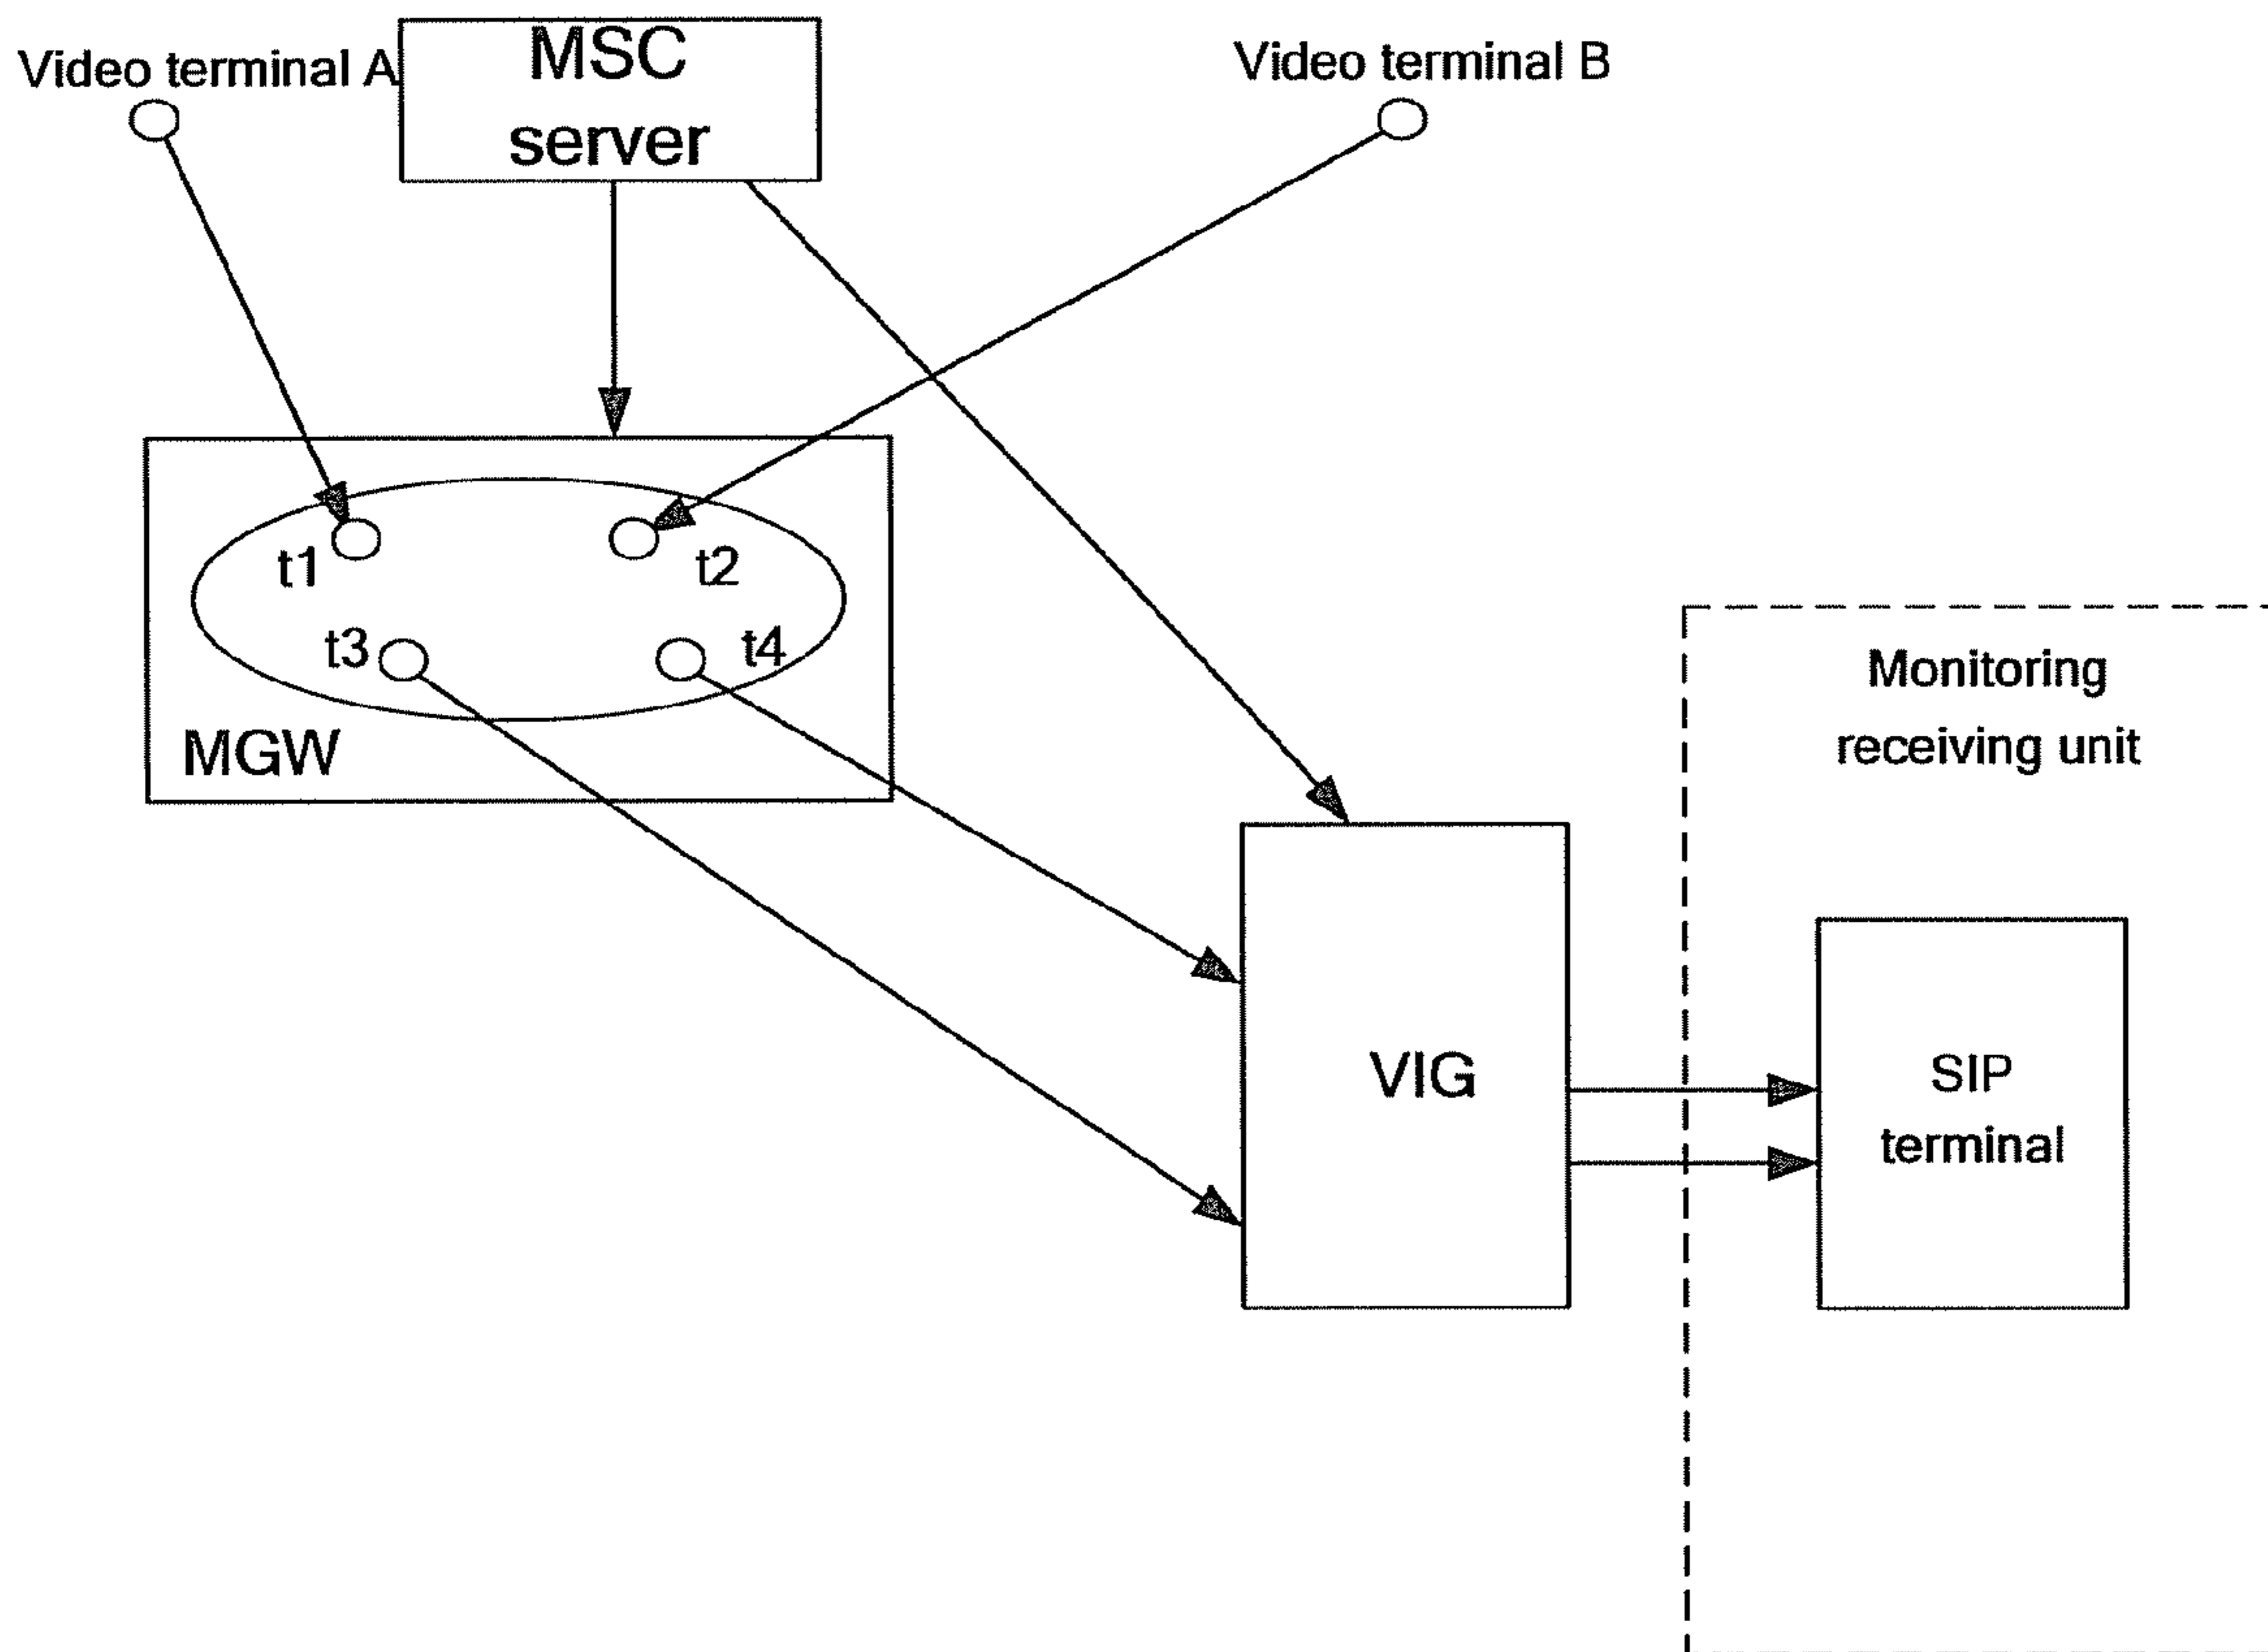 Video terminal A
MSC
server
Video terminal B
t1
t2
t3
t4
MGW
Monitoring
receiving unit
VIG
SIP
terminal